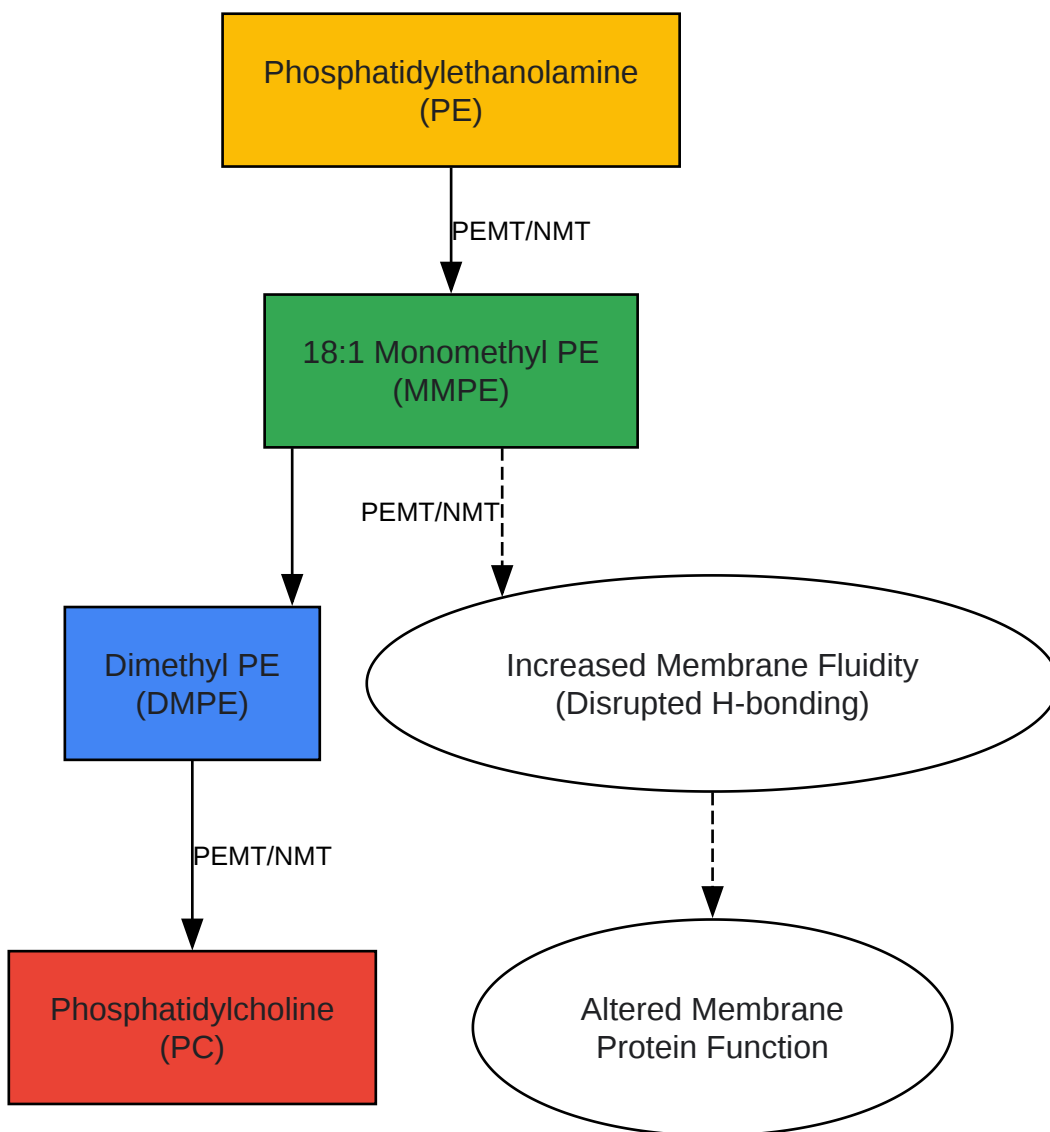 Phosphatidylethanolamine
(PE)
PEMT/NMT
18:1 Monomethyl PE
(MMPE)
PEMT/NMT
Dimethyl PE
(DMPE)
Increased Membrane Fluidity
(Disrupted H-bonding)
PEMT/NMT
Phosphatidylcholine
(PC)
Altered Membrane
Protein Function